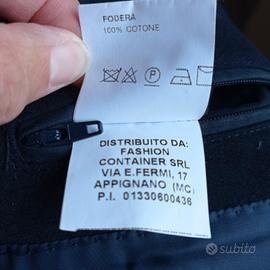 FODERA
100% COTONE
P
DISTRIBUITO DA:
FASHION
CONTAINER SRL
VIA E.FERMI, 17
APPIGNANO (MC)
P.I. 01330600436
subito